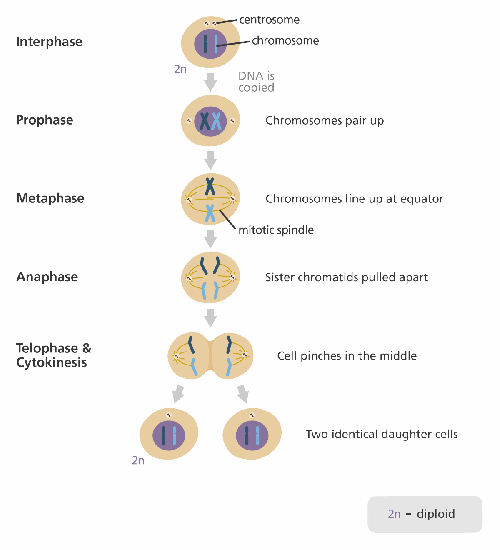 centrosome
Interphase
chromosome
2n
DNA is
copied
Prophase
Chromosomes pair up
Metaphase
Chromosomes line up at equator
mitotic spindle
Anaphase
Sister chromatids pulled apart
Telophase &
Cytokinesis
Cell pinches in the middle
Two identical daughter cells
2n
2n = diploid